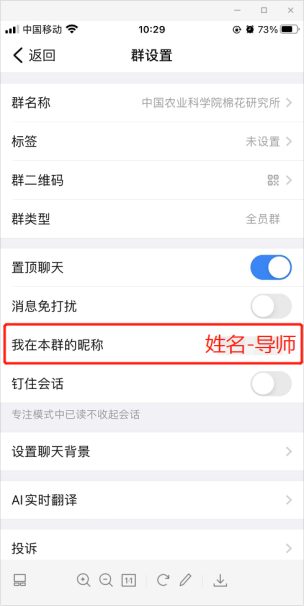 中国移动 10:29 73%
返回 群设置
群名称 中国农业科学院棉花研究所
标签 未设置
群二维码
群类型 全员群
置顶聊天
消息免打扰
我在本群的昵称 姓名-导师
钉住会话
专注模式中已读不收起会话
设置聊天背景
AI实时翻译
投诉
1:1